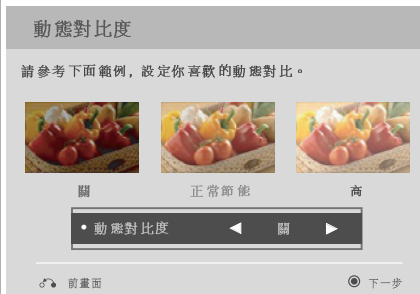 動態對比度
請參考下面範例，設定你喜歡的動態對比。
關 正常節能 高
• 動態對比度 ◀ 關 ▶
前畫面 ◉ 下一步